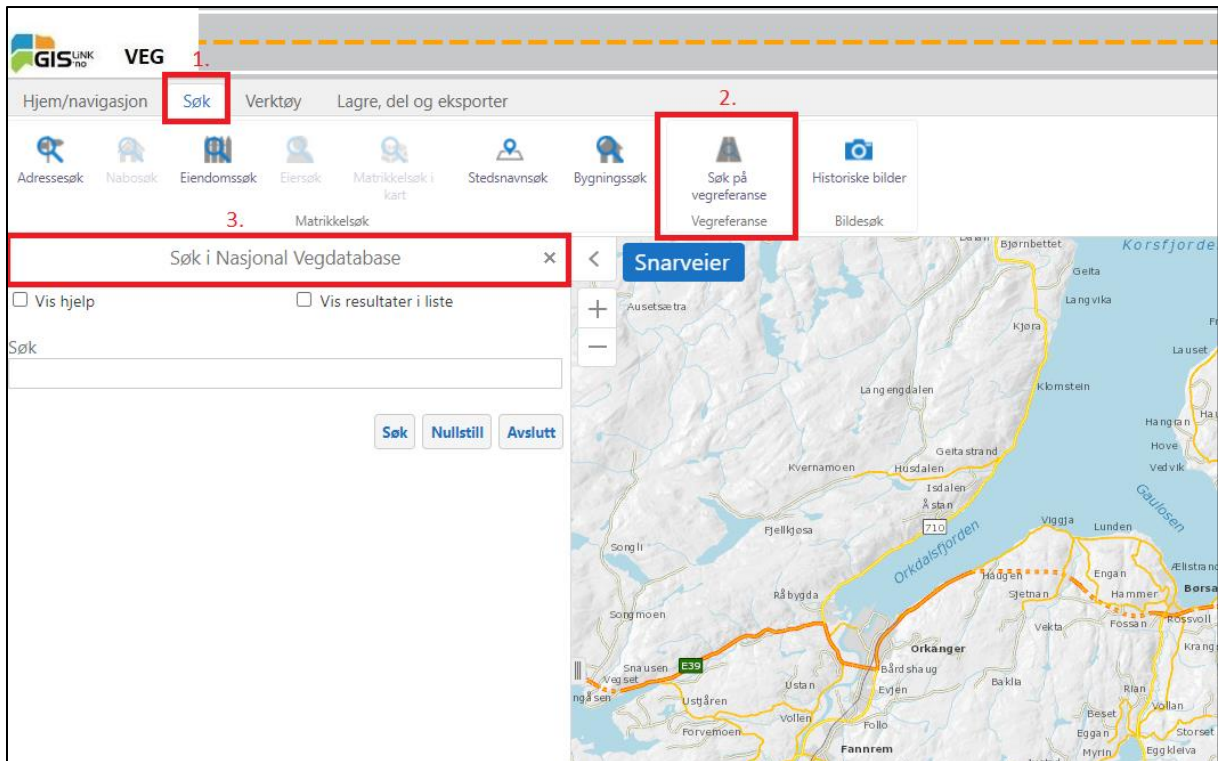 GIS LINK .no
VEG
1.
Hjem/navigasjon Søk Verktøy Lagre, del og eksporter
2.
Adressesøk Nabosøk Eiendomssøk Eiersøk Matrikkelsøk i kart Stedsnavnsøk Bygningssøk Søk på vegreferanse Historiske bilder
Matrikkelsøk Vegreferanse Bildesøk
3.
Søk i Nasjonal Vegdatabase ×
Vis hjelp Vis resultater i liste
Søk
Søk Nullstill Avslutt
< Snarveier
+
−
Bjørnbettet
Korsfjorde
Geita
Langvika
Ausetsætra
Kjøra
Lauset
Langengdalen
Klomstein
Hangran
Hove
Vedvik
Geitastrand
Kvernamoen
Husdalen
Isdalen
Åstan
Gaulosen
710
Fjellkjøsa
Viggja
Lunden
Songli
Orkdalsfjorden
Haugen
Engan
Råbygda
Sjetnan
Hammer
Børsa
Songmoen
Vekta
Fossan
Rossvoll
Orkanger
Krang
Snausen
E39
Bårdshaug
Vegset
Ustan
Evjen
Baklia
Rian
ngåsen
Ustjåren
Vollan
Vollen
Follo
Beset
Forvemoen
Eggan
Storset
Fannrem
Myrin
Eggkleiva